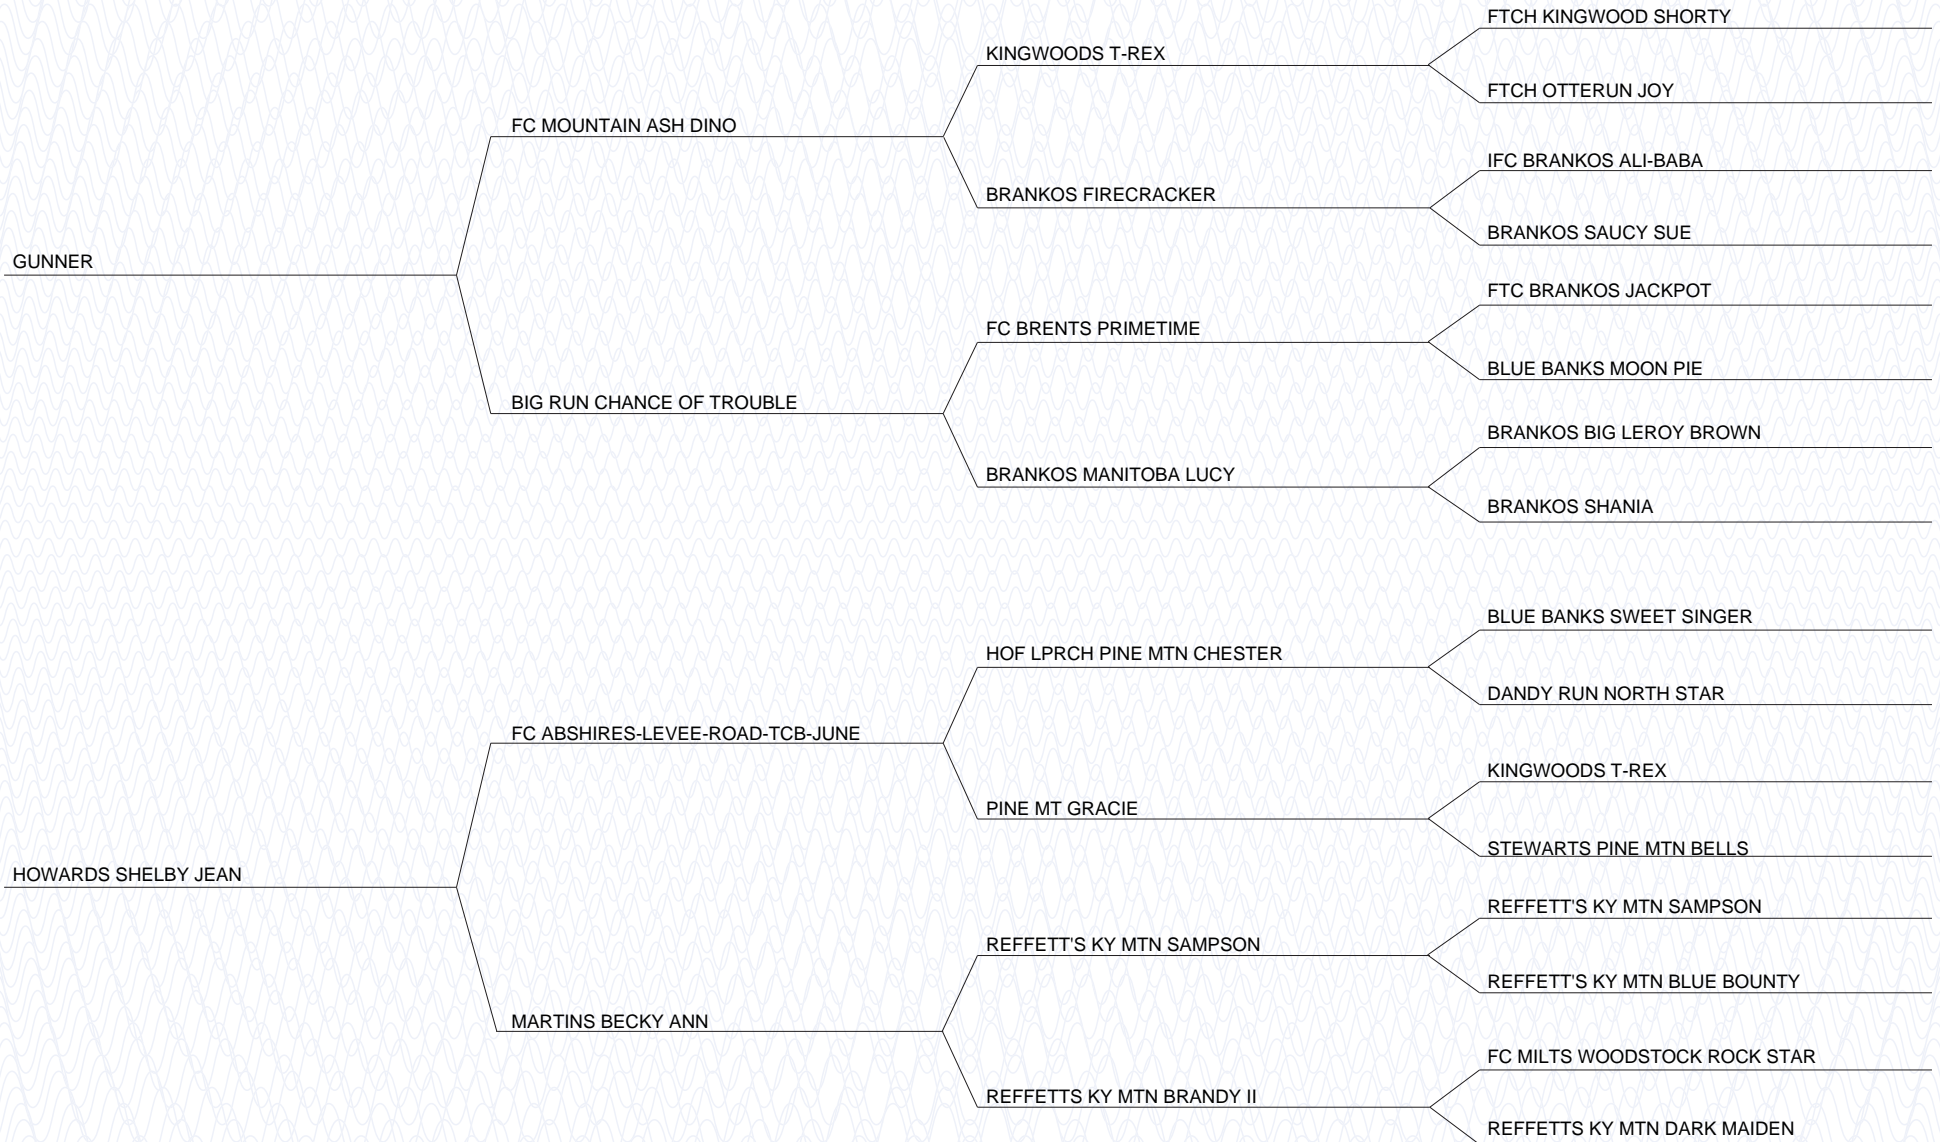 FTCH KINGWOOD SHORTY
KINGWOODS T-REX
FTCH OTTERUN JOY
FC MOUNTAIN ASH DINO
IFC BRANKOS ALI-BABA
BRANKOS FIRECRACKER
BRANKOS SAUCY SUE
GUNNER
FTC BRANKOS JACKPOT
FC BRENTS PRIMETIME
BLUE BANKS MOON PIE
BIG RUN CHANCE OF TROUBLE
BRANKOS BIG LEROY BROWN
BRANKOS MANITOBA LUCY
BRANKOS SHANIA
BLUE BANKS SWEET SINGER
HOF LPRCH PINE MTN CHESTER
DANDY RUN NORTH STAR
FC ABSHIRES-LEVEE-ROAD-TCB-JUNE
KINGWOODS T-REX
PINE MT GRACIE
STEWARTS PINE MTN BELLS
HOWARDS SHELBY JEAN
REFFETT'S KY MTN SAMPSON
REFFETT'S KY MTN SAMPSON
REFFETT'S KY MTN BLUE BOUNTY
MARTINS BECKY ANN
FC MILTS WOODSTOCK ROCK STAR
REFFETTS KY MTN BRANDY II
REFFETTS KY MTN DARK MAIDEN